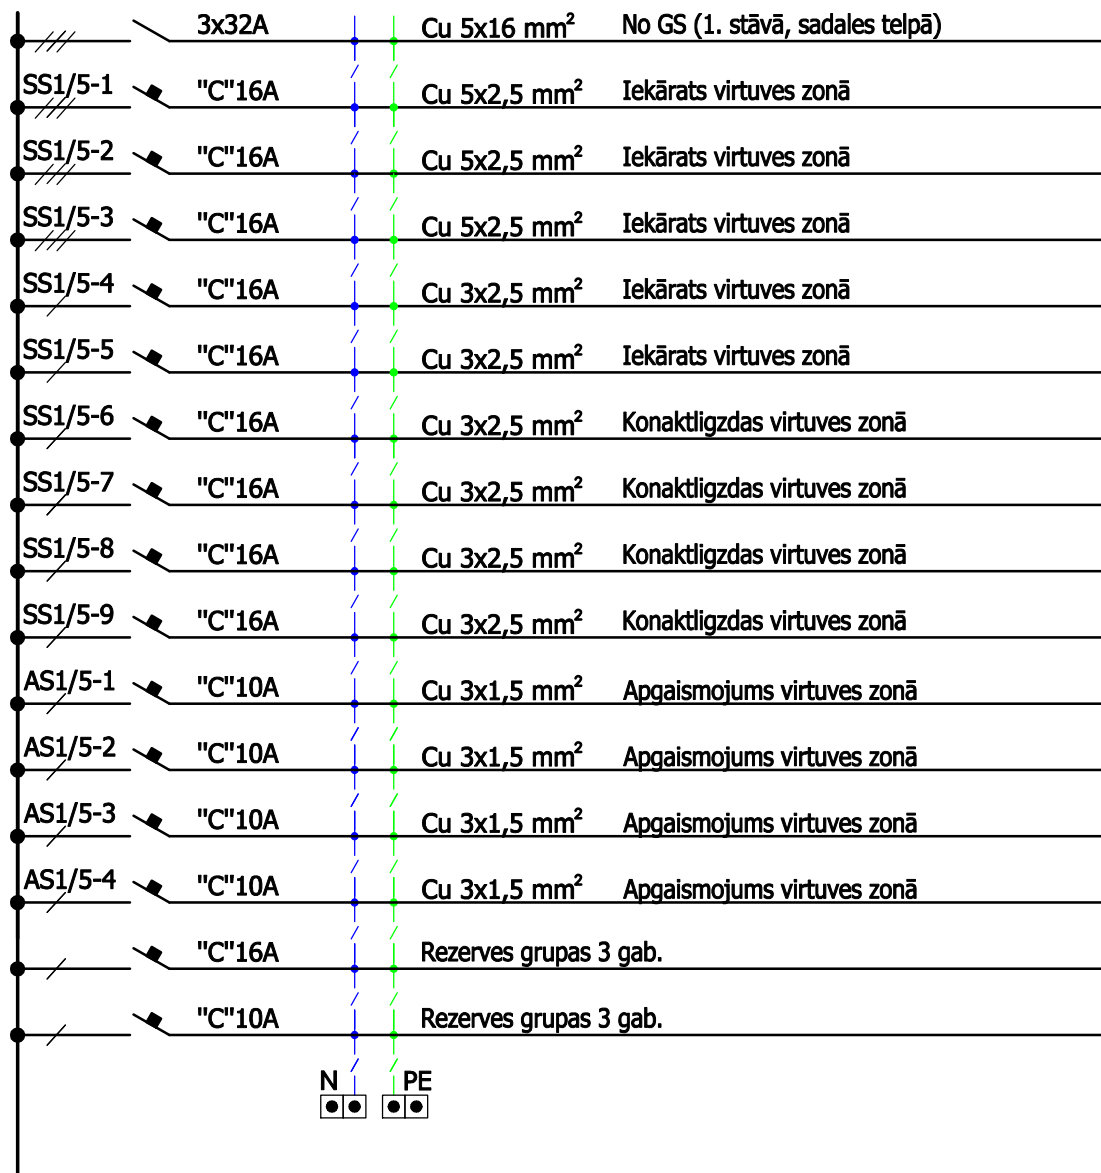 3x32A Cu 5x16 mm² No GS (1. stāvā, sadales telpā)
SS1/5-1 "C"16A Cu 5x2,5 mm² Iekārats virtuves zonā
SS1/5-2 "C"16A Cu 5x2,5 mm² Iekārats virtuves zonā
SS1/5-3 "C"16A Cu 5x2,5 mm² Iekārats virtuves zonā
SS1/5-4 "C"16A Cu 3x2,5 mm² Iekārats virtuves zonā
SS1/5-5 "C"16A Cu 3x2,5 mm² Iekārats virtuves zonā
SS1/5-6 "C"16A Cu 3x2,5 mm² Konaktligzdas virtuves zonā
SS1/5-7 "C"16A Cu 3x2,5 mm² Konaktligzdas virtuves zonā
SS1/5-8 "C"16A Cu 3x2,5 mm² Konaktligzdas virtuves zonā
SS1/5-9 "C"16A Cu 3x2,5 mm² Konaktligzdas virtuves zonā
AS1/5-1 "C"10A Cu 3x1,5 mm² Apgaismojums virtuves zonā
AS1/5-2 "C"10A Cu 3x1,5 mm² Apgaismojums virtuves zonā
AS1/5-3 "C"10A Cu 3x1,5 mm² Apgaismojums virtuves zonā
AS1/5-4 "C"10A Cu 3x1,5 mm² Apgaismojums virtuves zonā
"C"16A Rezerves grupas 3 gab.
"C"10A Rezerves grupas 3 gab.
N PE